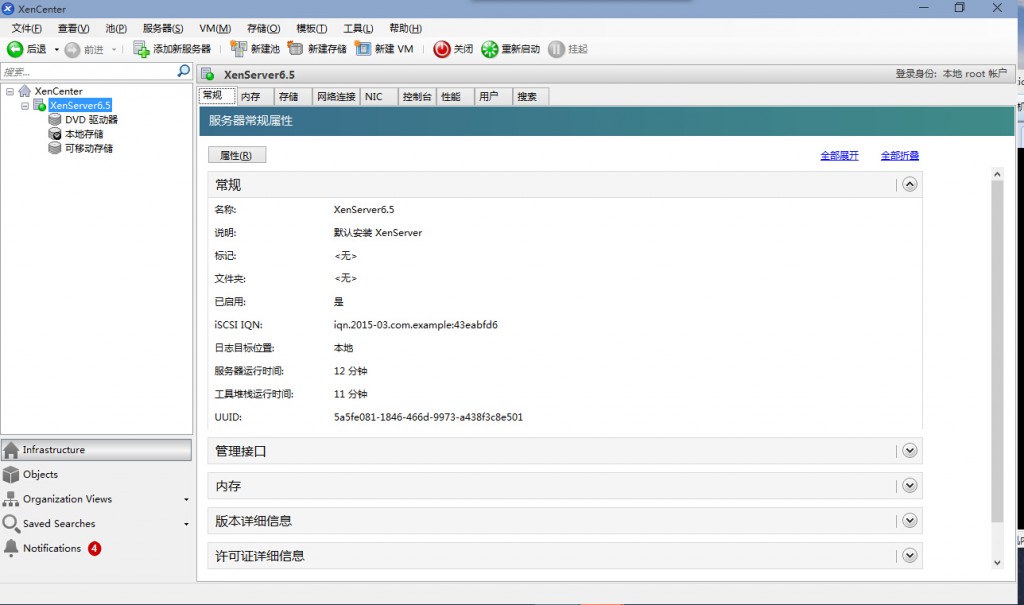 XenCenter
文件(F) 查看(V) 池(P) 服务器(S) VM(M) 存储(O) 模板(T) 工具(L) 帮助(H)
后退 前进 添加新服务器 新建池 新建存储 新建 VM 关闭 重新启动 挂起
搜索...
XenServer6.5 登录身份: 本地 root 帐户
XenCenter
XenServer6.5
DVD 驱动器
本地存储
可移动存储
常规 内存 存储 网络连接 NIC 控制台 性能 用户 搜索
服务器常规属性
属性(R) 全部展开 全部折叠
常规
名称: XenServer6.5
说明: 默认安装 XenServer
标记: <无>
文件夹: <无>
已启用: 是
iSCSI IQN: iqn.2015-03.com.example:43eabfd6
日志目标位置: 本地
服务器运行时间: 12 分钟
工具堆栈运行时间: 11 分钟
UUID: 5a5fe081-1846-466d-9973-a438f3c8e501
管理接口
内存
版本详细信息
许可证详细信息
Infrastructure
Objects
Organization Views
Saved Searches
Notifications 4